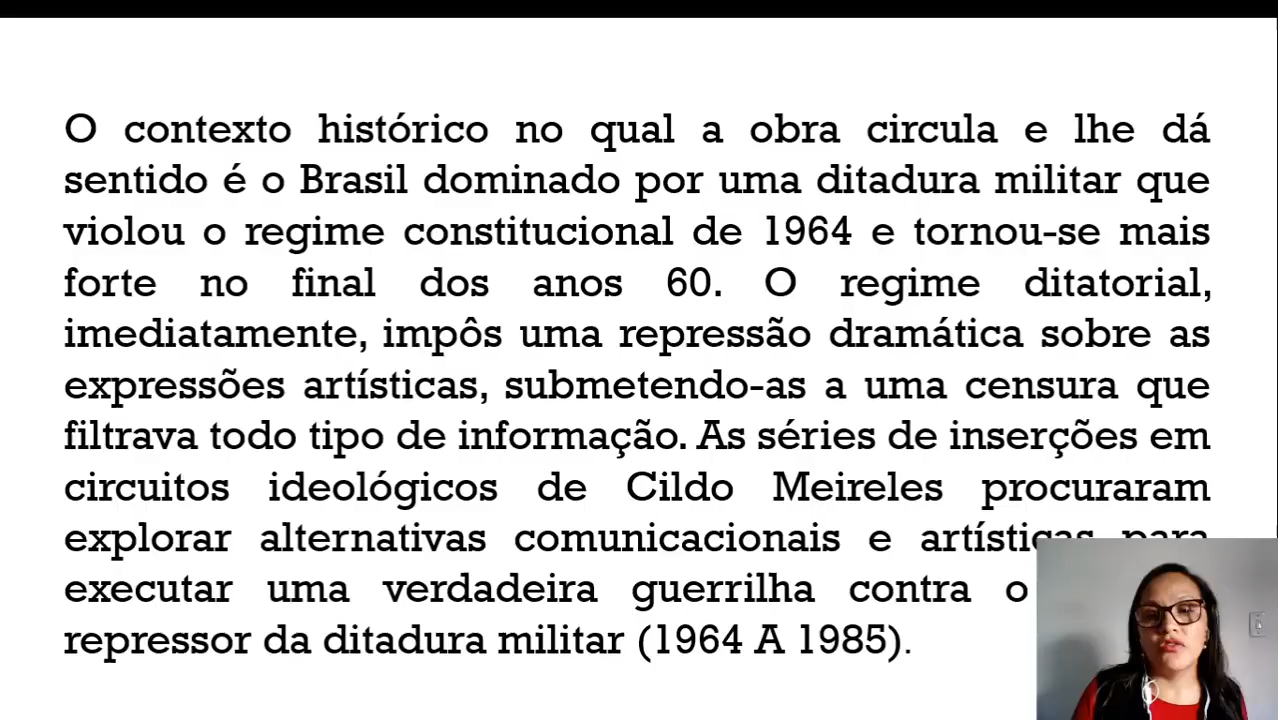 O contexto histórico no qual a obra circula e lhe dá
sentido é o Brasil dominado por uma ditadura militar que
violou o regime constitucional de 1964 e tornou-se mais
forte no final dos anos 60. O regime ditatorial,
imediatamente, impôs uma repressão dramática sobre as
expressões artísticas, submetendo-as a uma censura que
filtrava todo tipo de informação. As séries de inserções em
circuitos ideológicos de Cildo Meireles procuraram
explorar alternativas comunicacionais e artísticas para
executar uma verdadeira guerrilha contra o
repressor da ditadura militar (1964 A 1985).